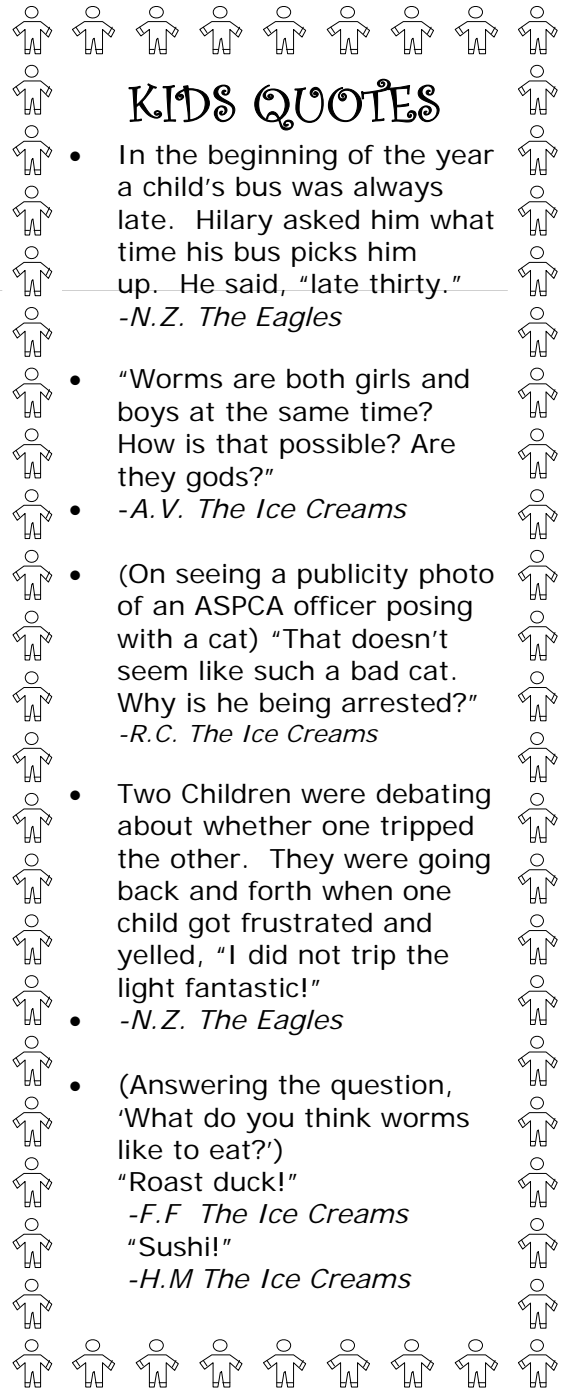 KIDS QUOTES
• In the beginning of the year
a child's bus was always
late.  Hilary asked him what
time his bus picks him
up.  He said, “late thirty.”
-N.Z. The Eagles
• “Worms are both girls and
boys at the same time?
How is that possible? Are
they gods?”
• -A.V. The Ice Creams
• (On seeing a publicity photo
of an ASPCA officer posing
with a cat) “That doesn't
seem like such a bad cat.
Why is he being arrested?”
-R.C. The Ice Creams
• Two Children were debating
about whether one tripped
the other.  They were going
back and forth when one
child got frustrated and
yelled, “I did not trip the
light fantastic!”
• -N.Z. The Eagles
• (Answering the question,
‘What do you think worms
like to eat?’)
“Roast duck!”
-F.F  The Ice Creams
“Sushi!”
-H.M The Ice Creams